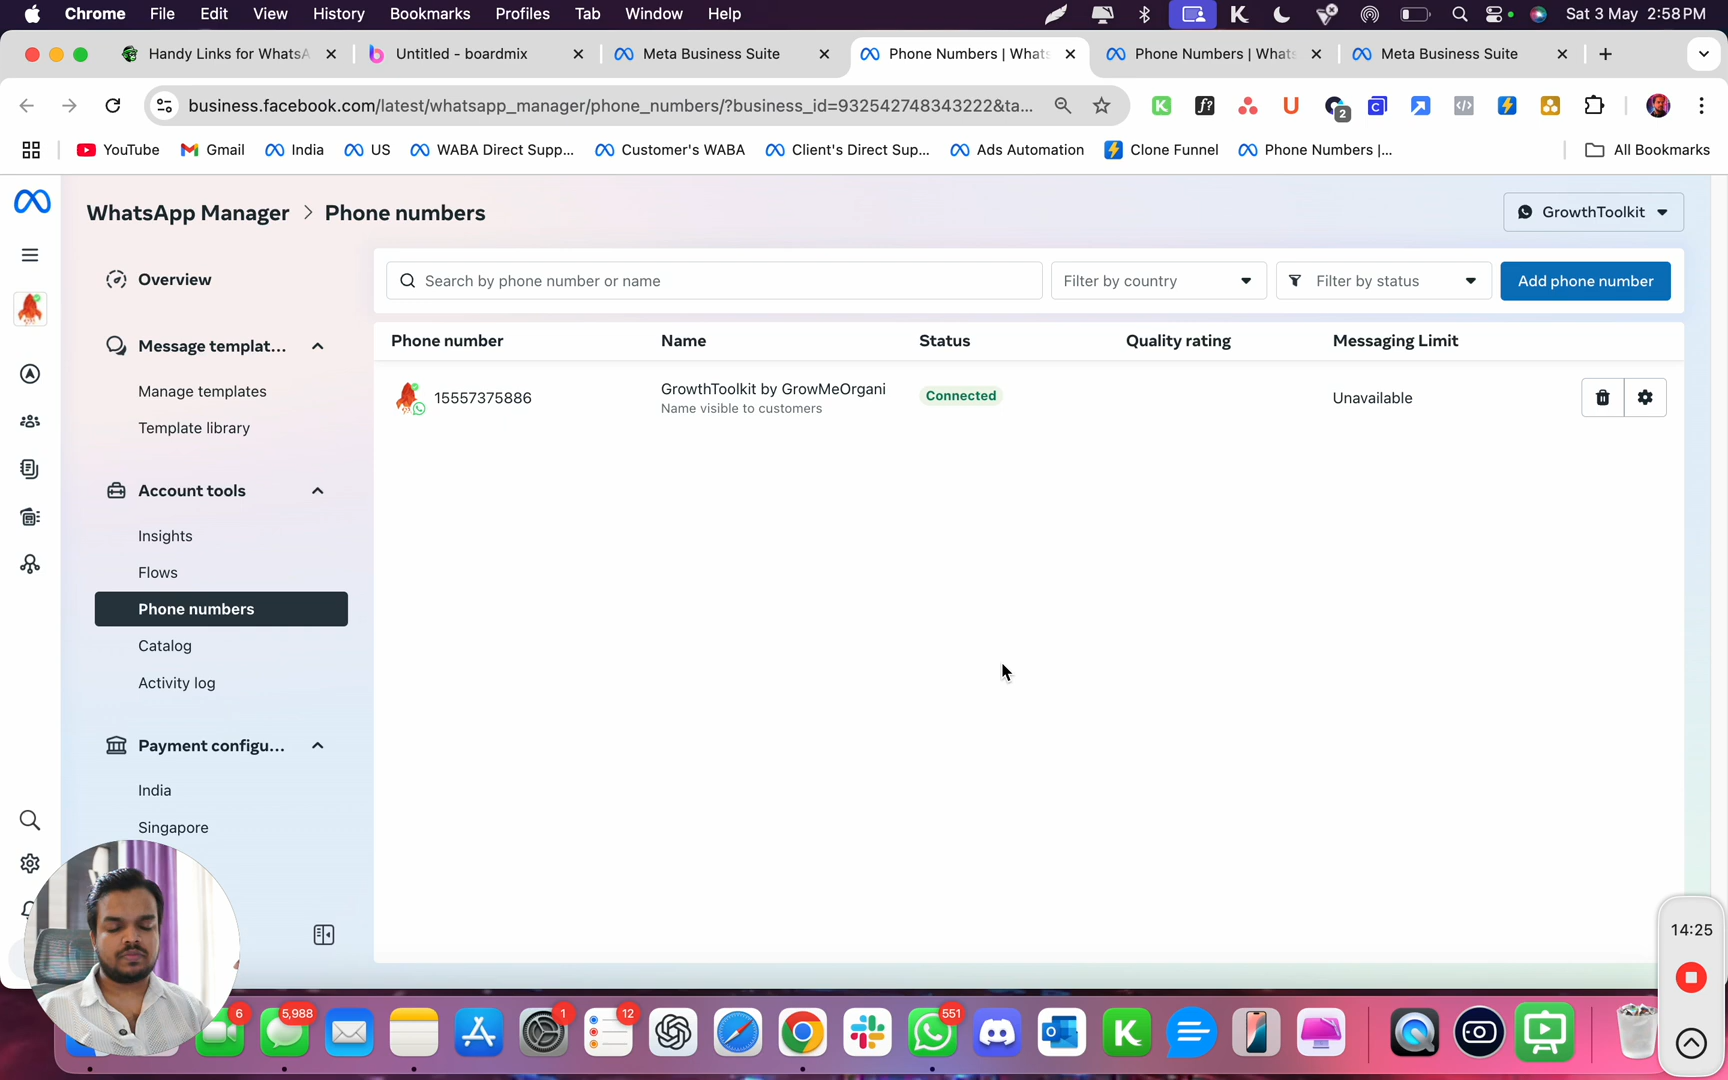 Chrome File Edit View History Bookmarks Profiles Tab Window Help Sat 3 May 2:58 PM
Handy Links for WhatsA Untitled - boardmix Meta Business Suite Phone Numbers | Whats Phone Numbers | Whats Meta Business Suite
business.facebook.com/latest/whatsapp_manager/phone_numbers/?business_id=932542748343222&ta... 2
YouTube Gmail India US WABA Direct Supp... Customer's WABA Client's Direct Sup... Ads Automation Clone Funnel Phone Numbers |... All Bookmarks
WhatsApp Manager > Phone numbers GrowthToolkit
Overview
Search by phone number or name Filter by country Filter by status Add phone number
Message templat...
Manage templates
Template library
Account tools
Insights
Flows
Phone numbers
Catalog
Activity log
Payment configu...
India
Singapore
Phone number Name Status Quality rating Messaging Limit
15557375886 GrowthToolkit by GrowMeOrgani Connected Unavailable
Name visible to customers
14:25
6 5,988 1 12 551